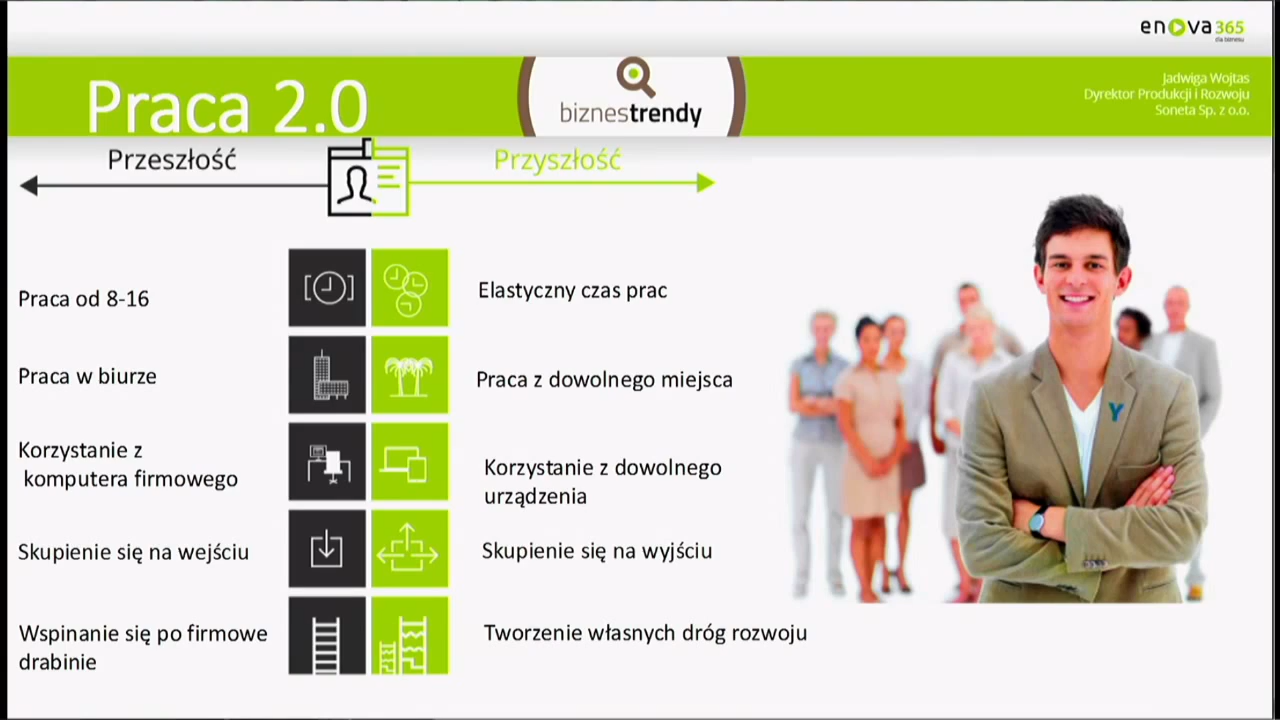 enova365
dla biznesu
Praca 2.0
biznestrendy
Jadwiga Wojtas
Dyrektor Produkcji i Rozwoju
Soneta Sp. z o.o.
Przeszłość
Przyszłość
Praca od 8-16
Elastyczny czas prac
Praca w biurze
Praca z dowolnego miejsca
Korzystanie z
komputera firmowego
Korzystanie z dowolnego
urządzenia
Skupienie się na wejściu
Skupienie się na wyjściu
Wspinanie się po firmowe
drabinie
Tworzenie własnych dróg rozwoju
Y